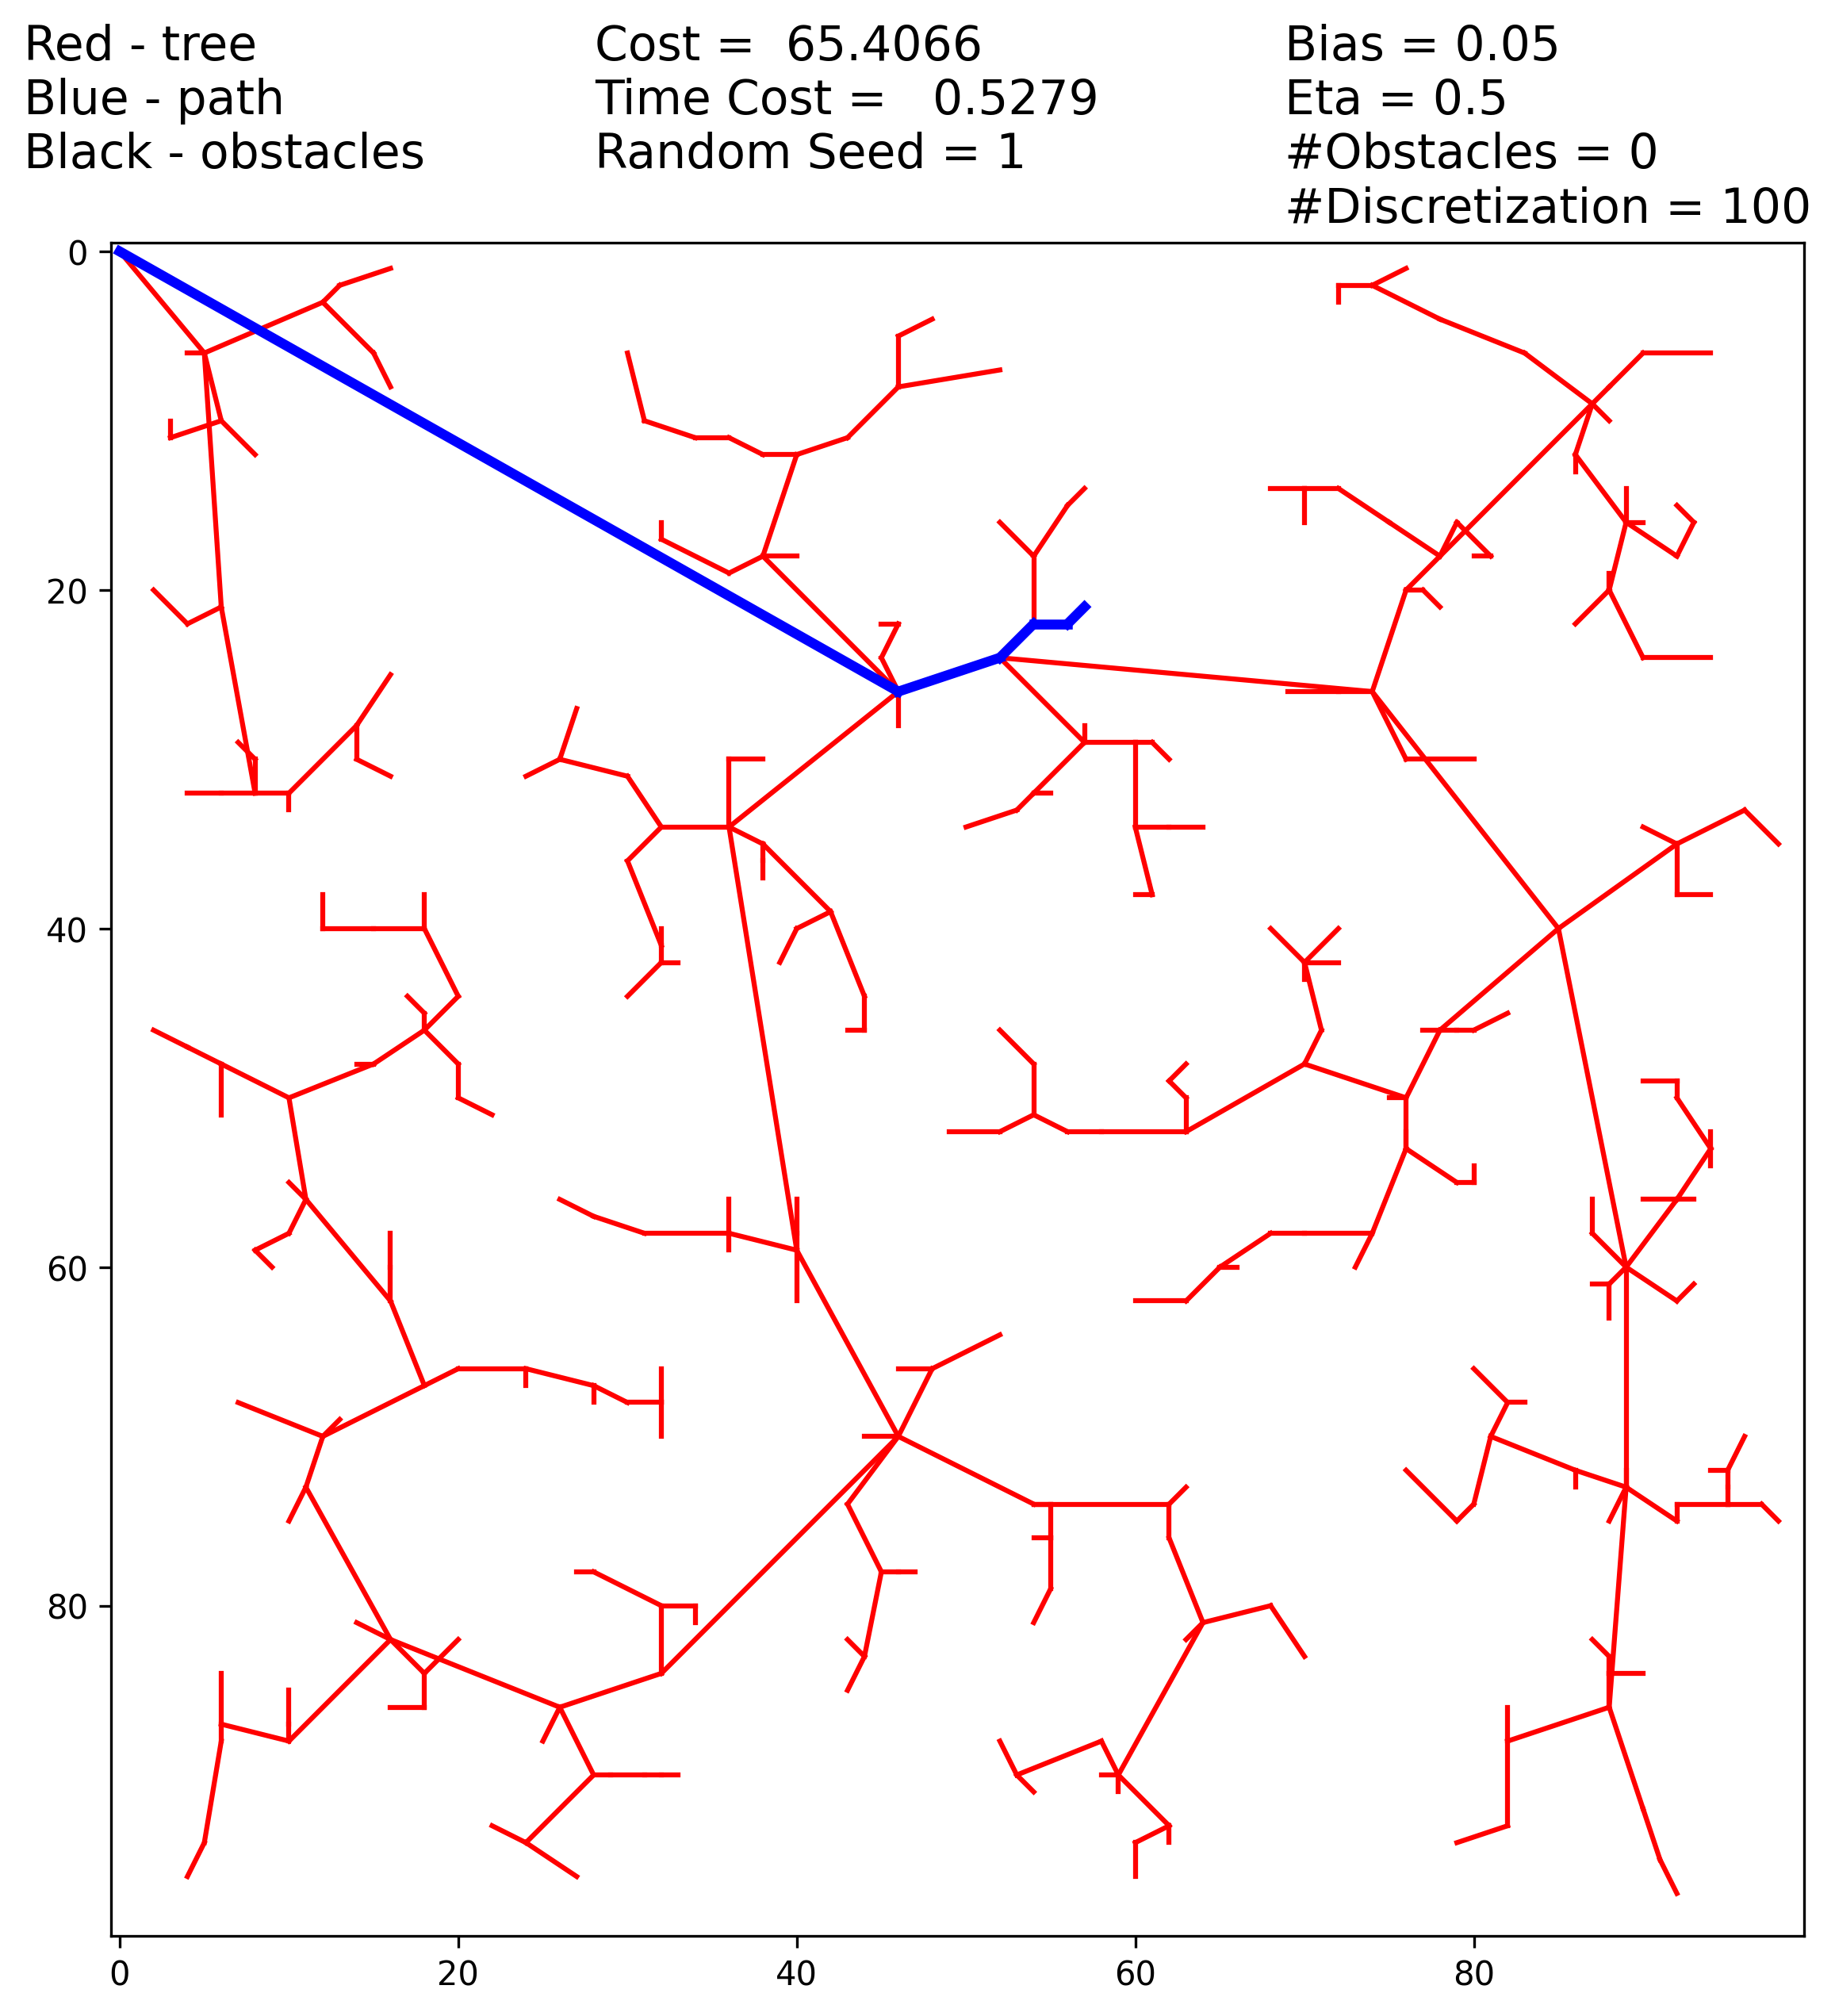 Red - tree
Blue - path
Black - obstacles
Cost =  65.4066
Time Cost =   0.5279
Random Seed = 1
Bias = 0.05
Eta = 0.5
#Obstacles = 0
#Discretization = 100
0
20
40
60
80
0
20
40
60
80